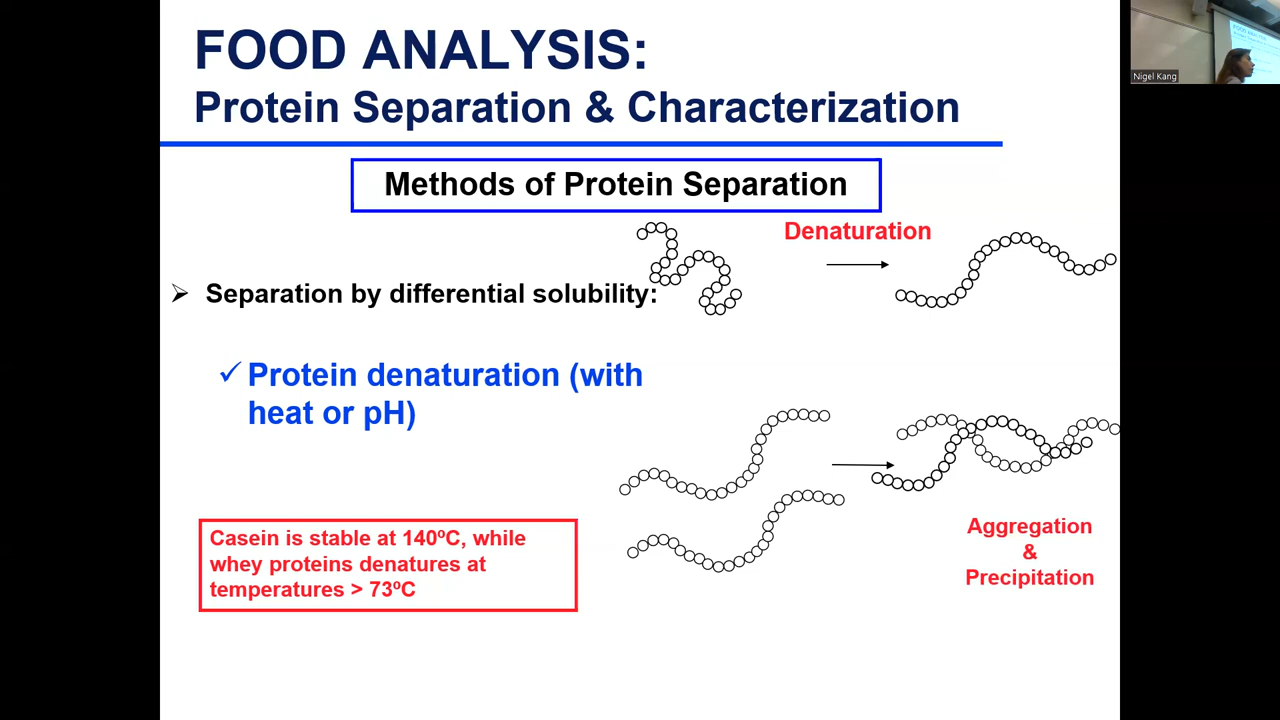 FOOD ANALYSIS:
Protein Separation & Characterization
Methods of Protein Separation
Denaturation
➢ Separation by differential solubility:
✓ Protein denaturation (with
heat or pH)
Casein is stable at 140ºC, while
whey proteins denatures at
temperatures > 73ºC
Aggregation
&
Precipitation
Nigel Kang